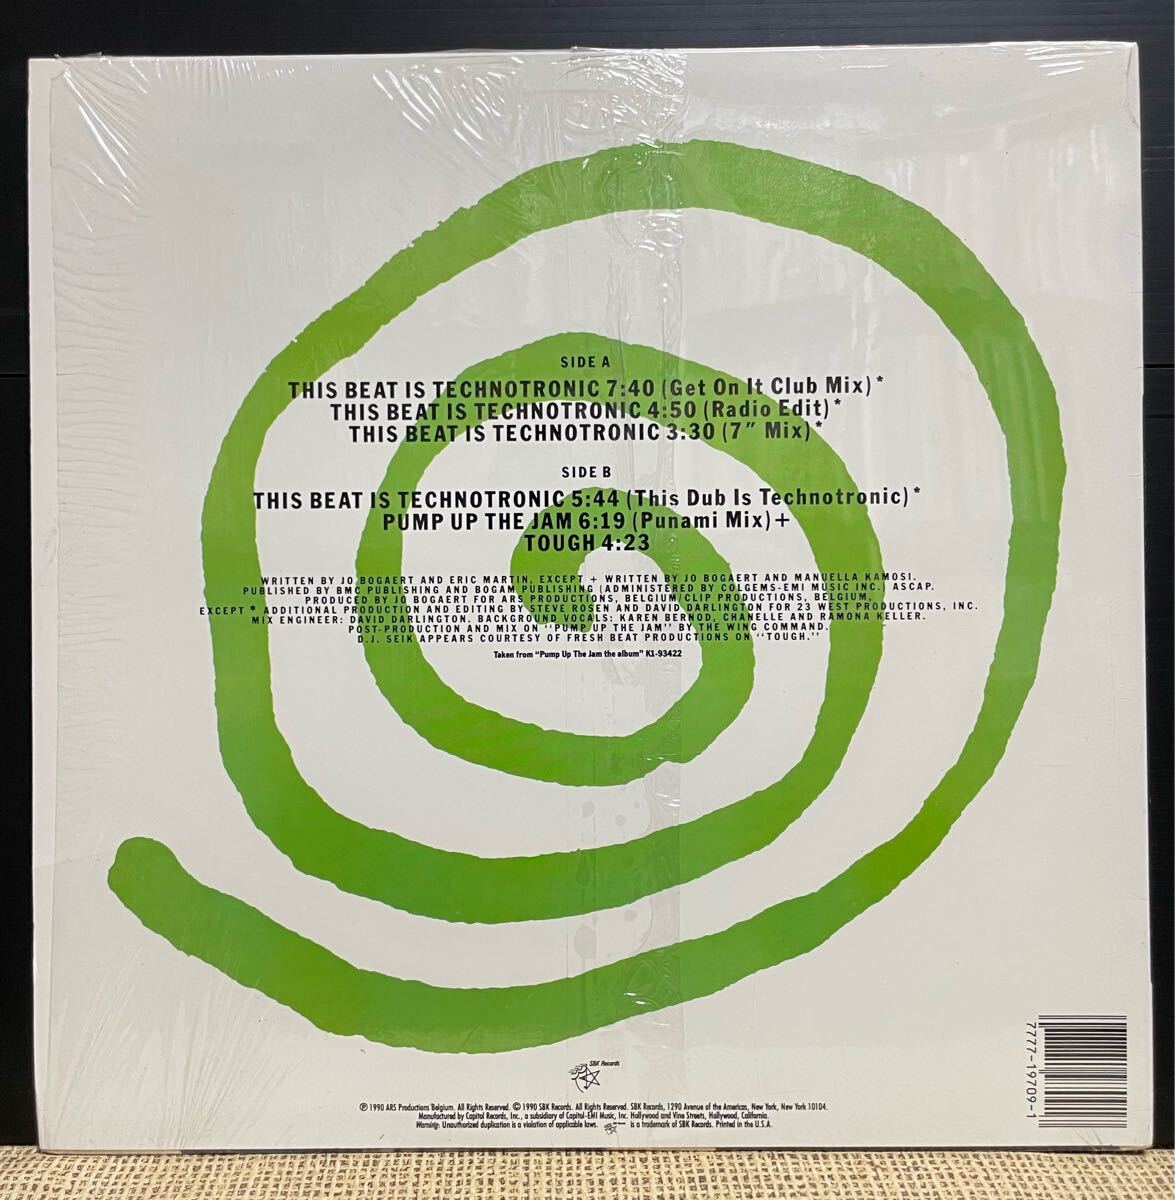 SIDE A
THIS BEAT IS TECHNOTRONIC 7:40 (Get On It Club Mix)*
THIS BEAT IS TECHNOTRONIC 4:50 (Radio Edit)*
THIS BEAT IS TECHNOTRONIC 3:30 (7" Mix)*
SIDE B
THIS BEAT IS TECHNOTRONIC 5:44 (This Dub Is Technotronic)*
PUMP UP THE JAM 6:19 (Punami Mix)+
TOUGH 4:23
WRITTEN BY JO BOGAERT AND ERIC MARTIN, EXCEPT + WRITTEN BY JO BOGAERT AND MANUELLA KAMOSI.
PUBLISHED BY BMC PUBLISHING AND BOGAM PUBLISHING (ADMINISTERED BY COLGEMS-EMI MUSIC INC.) ASCAP.
PRODUCED BY JO BOGAERT FOR ARS PRODUCTIONS, BELGIUM/CLIP PRODUCTIONS, BELGIUM,
EXCEPT * ADDITIONAL PRODUCTION AND EDITING BY STEVE ROSEN AND DAVID DARLINGTON FOR 23 WEST PRODUCTIONS, INC.
MIX ENGINEER: DAVID DARLINGTON. BACKGROUND VOCALS: KAREN BERNOD, CHANELLE AND RAMONA KELLER.
POST-PRODUCTION AND MIX ON "PUMP UP THE JAM" BY THE WING COMMAND.
D.J. SEIK APPEARS COURTESY OF FRESH BEAT PRODUCTIONS ON "TOUGH."
Taken from "Pump Up The Jam the album" K1-93422
7777-19709-1
SBK Records
℗ 1990 ARS Productions Belgium. All Rights Reserved. © 1990 SBK Records. All Rights Reserved. SBK Records, 1290 Avenue of the Americas, New York, New York 10104.
Manufactured by Capitol Records, Inc., a subsidiary of Capitol-EMI Music, Inc. Hollywood and Vine Streets, Hollywood, California.
Warning: Unauthorized duplication is a violation of applicable laws. is a trademark of SBK Records. Printed in the U.S.A.